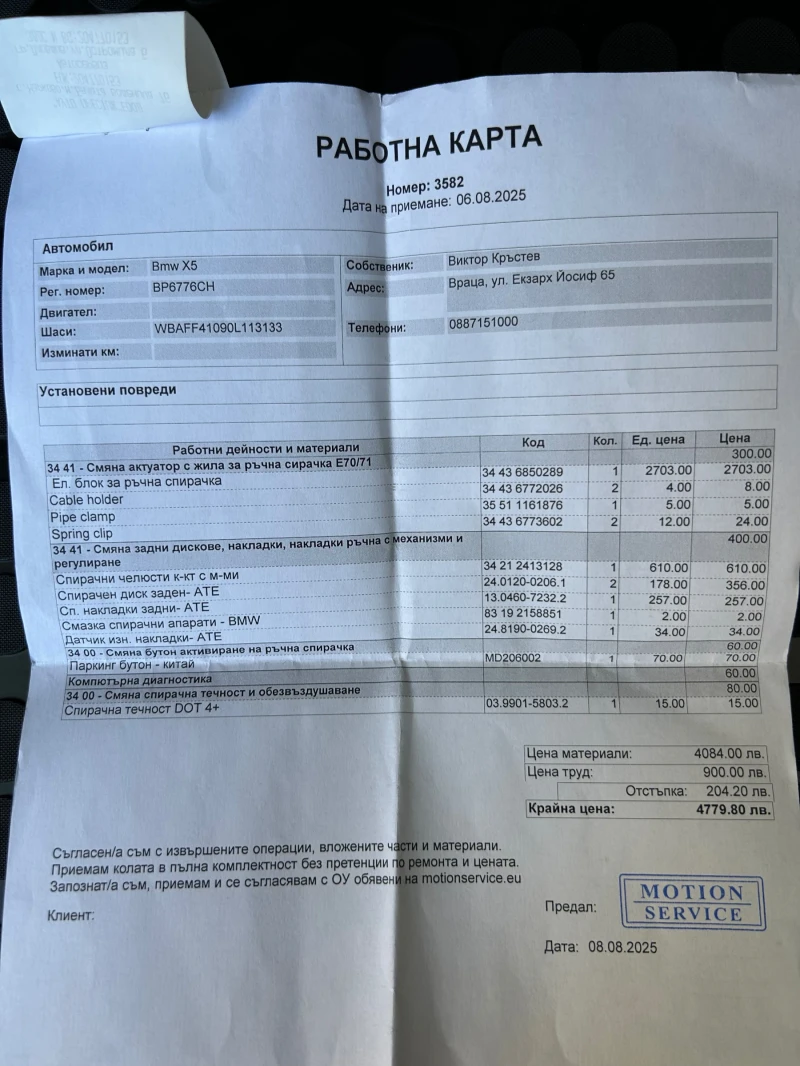 РАБОТНА КАРТА
Номер: 3582
Дата на приемане: 06.08.2025
Автомобил
Марка и модел: Bmw X5
Рег. номер: BP6776CH
Двигател:
Шаси: WBAFF41090L113133
Изминати км:
Собственик: Виктор Кръстев
Адрес: Враца, ул. Екзарх Йосиф 65
Телефони: 0887151000
Установени повреди
Работни дейности и материали Код Кол. Ед. цена Цена
34 41 - Смяна актуатор с жила за ръчна сирачка E70/71 300.00
Ел. блок за ръчна спирачка 34 43 6850289 1 2703.00 2703.00
Cable holder 34 43 6772026 2 4.00 8.00
Pipe clamp 35 51 1161876 1 5.00 5.00
Spring clip 34 43 6773602 2 12.00 24.00
34 41 - Смяна задни дискове, накладки, накладки ръчна с механизми и регулиране 400.00
Спирачни челюсти к-кт с м-ми 34 21 2413128 1 610.00 610.00
Спирачен диск заден- ATE 24.0120-0206.1 2 178.00 356.00
Сп. накладки задни- ATE 13.0460-7232.2 1 257.00 257.00
Смазка спирачни апарати - BMW 83 19 2158851 1 2.00 2.00
Датчик изн. накладки- ATE 24.8190-0269.2 1 34.00 34.00
34 00 - Смяна бутон активиране на ръчна спирачка 60.00
Паркинг бутон - китай MD206002 1 70.00 70.00
Компютърна диагностика 60.00
34 00 - Смяна спирачна течност и обезвъздушаване 80.00
Спирачна течност DOT 4+ 03.9901-5803.2 1 15.00 15.00
Цена материали: 4084.00 лв.
Цена труд: 900.00 лв.
Отстъпка: 204.20 лв.
Крайна цена: 4779.80 лв.
Съгласен/а съм с извършените операции, вложените части и материали.
Приемам колата в пълна комплектност без претенции по ремонта и цената.
Запознат/а съм, приемам и се съгласявам с ОУ обявени на motionservice.eu
Клиент:
Предал:
MOTION
SERVICE
Дата: 08.08.2025